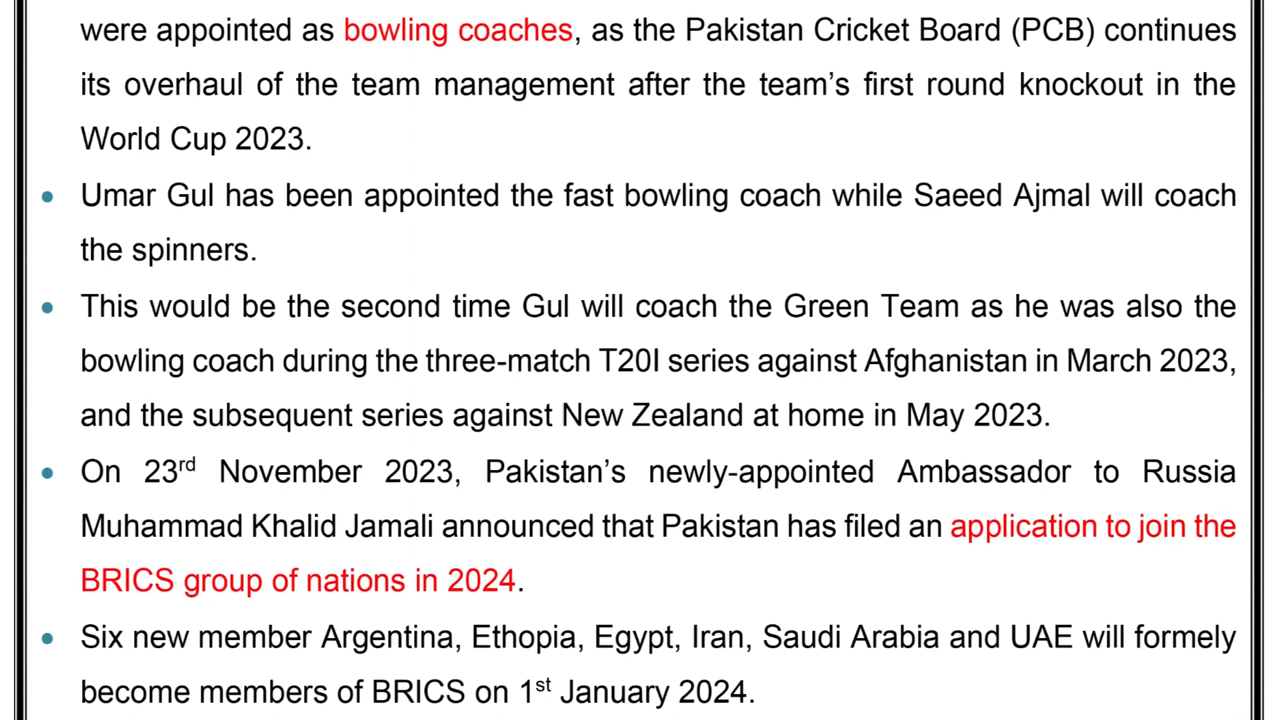 were appointed as bowling coaches, as the Pakistan Cricket Board (PCB) continues
its overhaul of the team management after the team’s first round knockout in the
World Cup 2023.
• Umar Gul has been appointed the fast bowling coach while Saeed Ajmal will coach
the spinners.
• This would be the second time Gul will coach the Green Team as he was also the
bowling coach during the three-match T20I series against Afghanistan in March 2023,
and the subsequent series against New Zealand at home in May 2023.
• On 23rd November 2023, Pakistan’s newly-appointed Ambassador to Russia
Muhammad Khalid Jamali announced that Pakistan has filed an application to join the
BRICS group of nations in 2024.
• Six new member Argentina, Ethopia, Egypt, Iran, Saudi Arabia and UAE will formely
become members of BRICS on 1st January 2024.